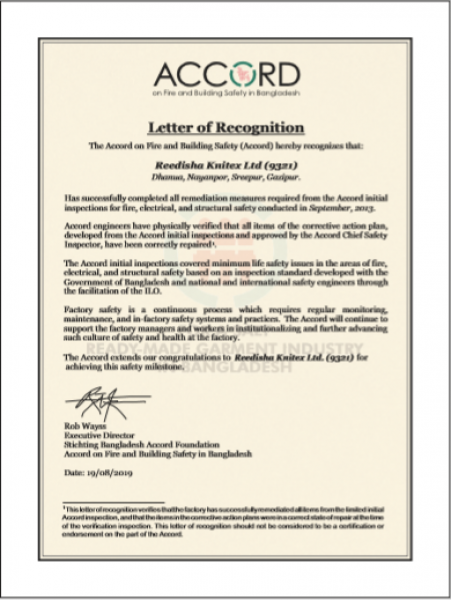 ACCORD
on Fire and Building Safety in Bangladesh
Letter of Recognition
The Accord on Fire and Building Safety (Accord) hereby recognizes that:
Reedisha Knitex Ltd (9321)
Dhanua, Nayanpor, Sreepur, Gazipur.
Has successfully completed all remediation measures required from the Accord initial
inspections for fire, electrical, and structural safety conducted in September, 2013.
Accord engineers have physically verified that all items of the corrective action plan,
developed from the Accord initial inspections and approved by the Accord Chief Safety
Inspector, have been correctly repaired¹.
The Accord initial inspections covered minimum life safety issues in the areas of fire,
electrical, and structural safety based on an inspection standard developed with the
Government of Bangladesh and national and international safety engineers through
the facilitation of the ILO.
Factory safety is a continuous process which requires regular monitoring,
maintenance, and in-factory safety systems and practices. The Accord will continue to
support the factory managers and workers in institutionalizing and further advancing
such culture of safety and health at the factory.
READY-MADE GARMENT INDUSTRY
BANGLADESH
The Accord extends our congratulations to Reedisha Knitex Ltd. (9321) for
achieving this safety milestone.
Rob Wayss
Executive Director
Stichting Bangladesh Accord Foundation
Accord on Fire and Building Safety in Bangladesh
Date: 19/08/2019
¹ This letter of recognition verifies that the factory has successfully remediated all items from the limited initial
Accord inspection, and that the items in the corrective action plans were in a correct state of repair at the time
of the verification inspection. This letter of recognition should not be considered to be a certification or
endorsement on the part of the Accord.